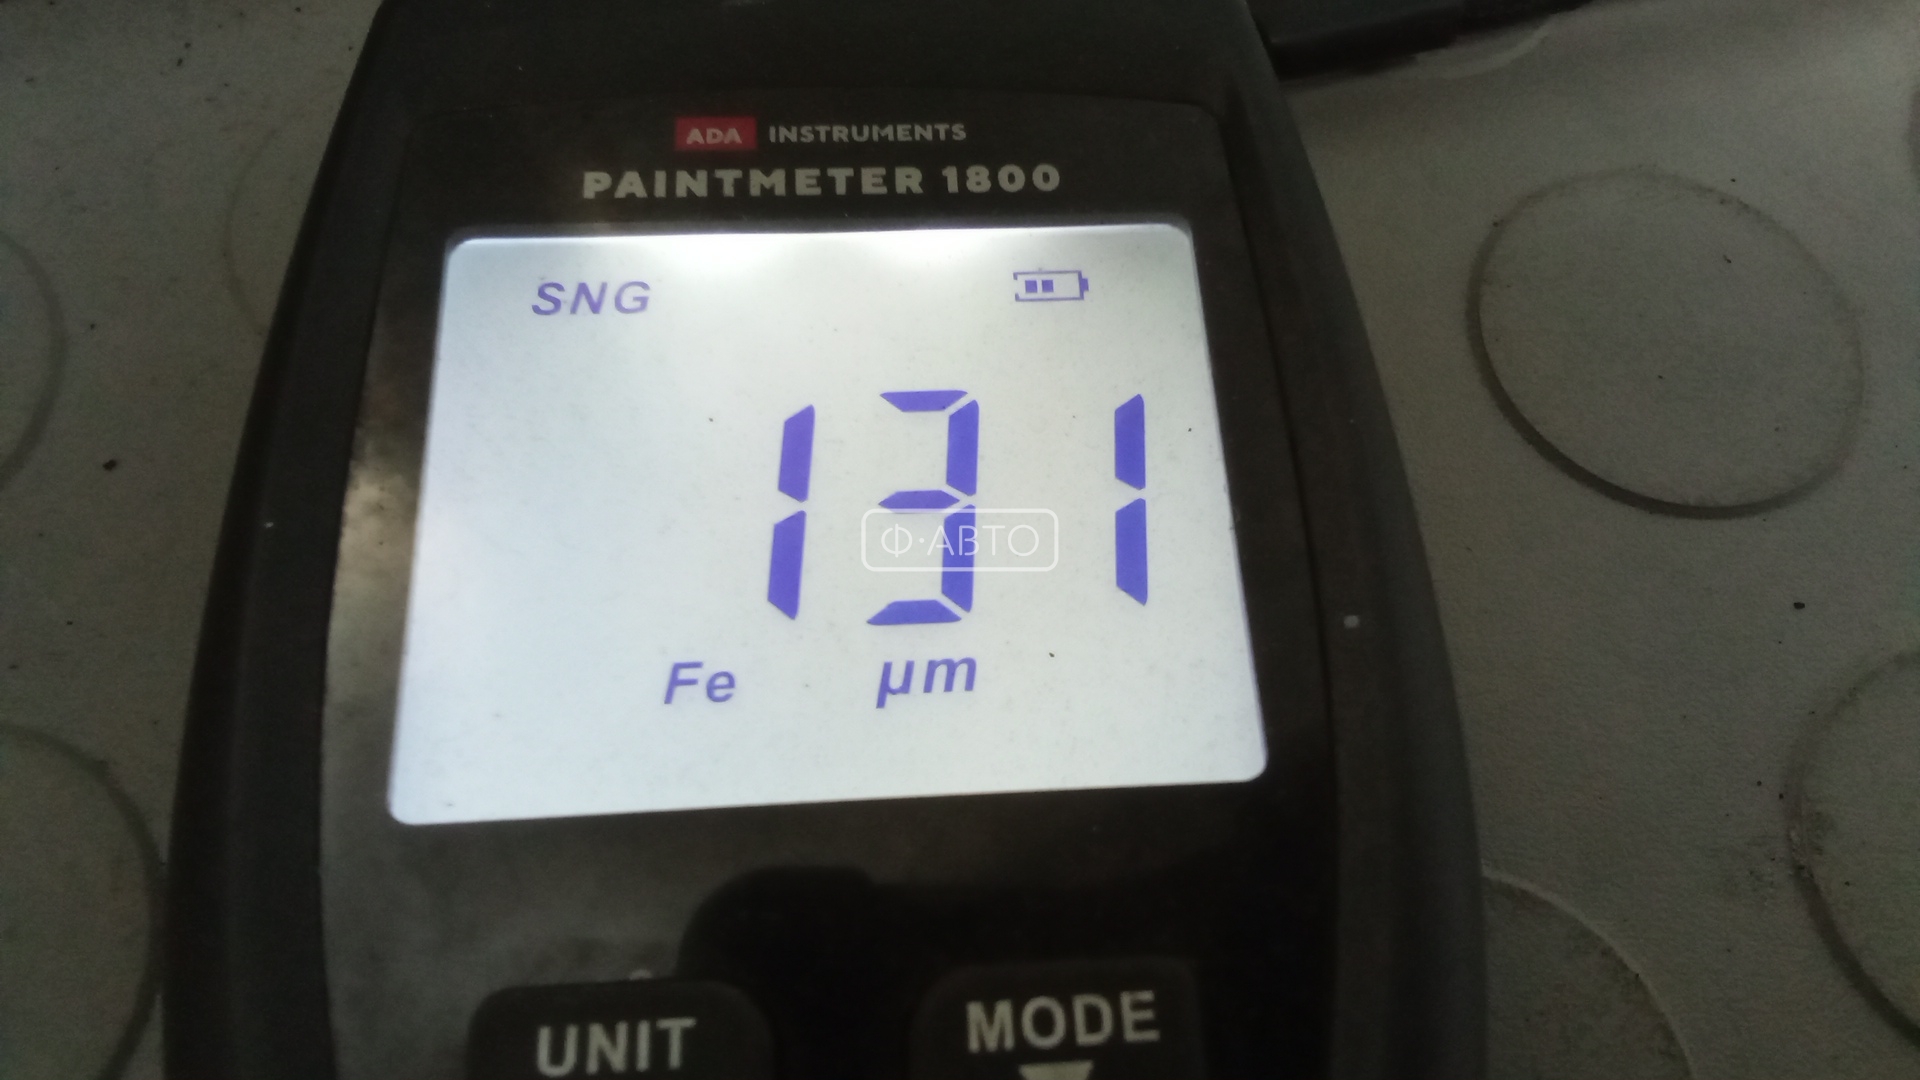 ADA INSTRUMENTS
PAINTMETER 1800
SNG
131
Ф·АВТО
Fe µm
UNIT MODE